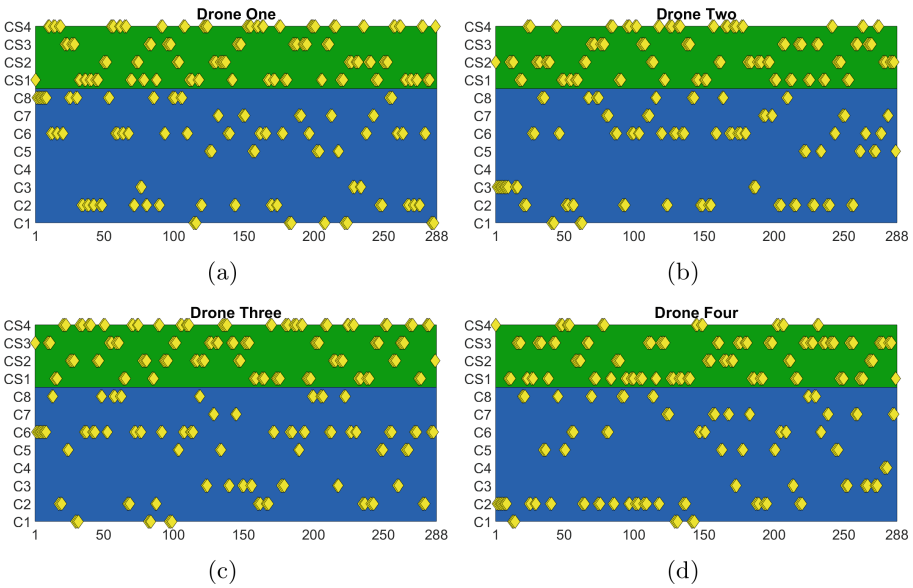 Drone One
CS4
CS3
CS2
CS1
C8
C7
C6
C5
C4
C3
C2
C1
1 50 100 150 200 250 288
(a)
Drone Two
CS4
CS3
CS2
CS1
C8
C7
C6
C5
C4
C3
C2
C1
1 50 100 150 200 250 288
(b)
Drone Three
CS4
CS3
CS2
CS1
C8
C7
C6
C5
C4
C3
C2
C1
1 50 100 150 200 250 288
(c)
Drone Four
CS4
CS3
CS2
CS1
C8
C7
C6
C5
C4
C3
C2
C1
1 50 100 150 200 250 288
(d)